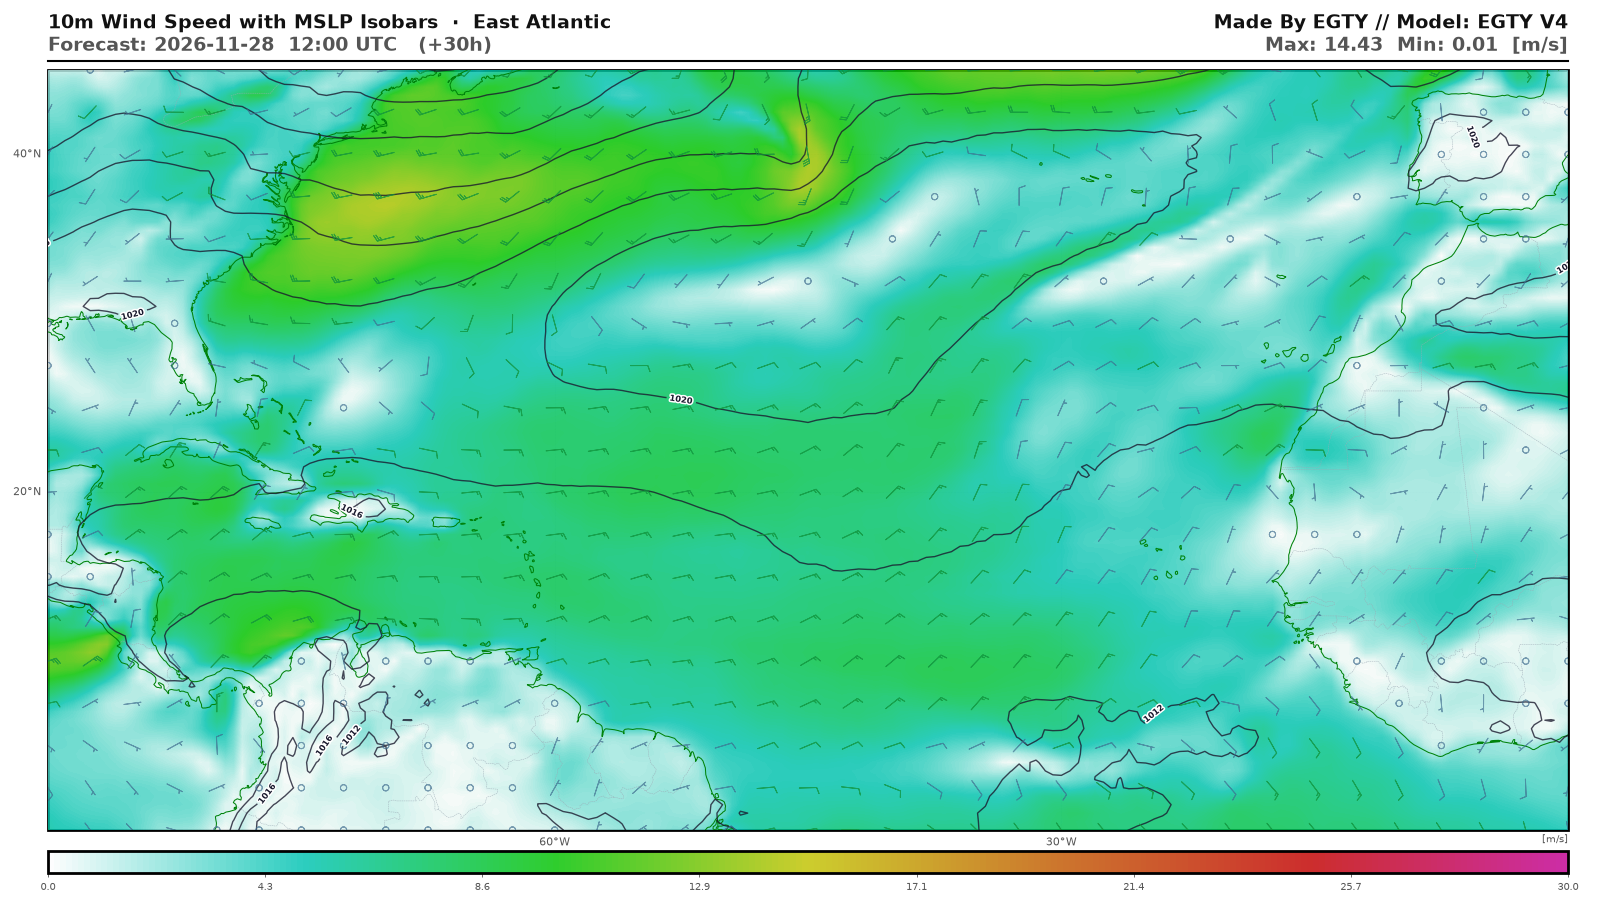 10m Wind Speed with MSLP Isobars · East Atlantic
Made By EGTY // Model: EGTY V4
Forecast: 2026-11-28 12:00 UTC (+30h)
Max: 14.43 Min: 0.01 [m/s]
40°N
20°N
1020
1020
1020
1016
1012
1016
1012
1016
60°W
30°W
[m/s]
0.0
4.3
8.6
12.9
17.1
21.4
25.7
30.0